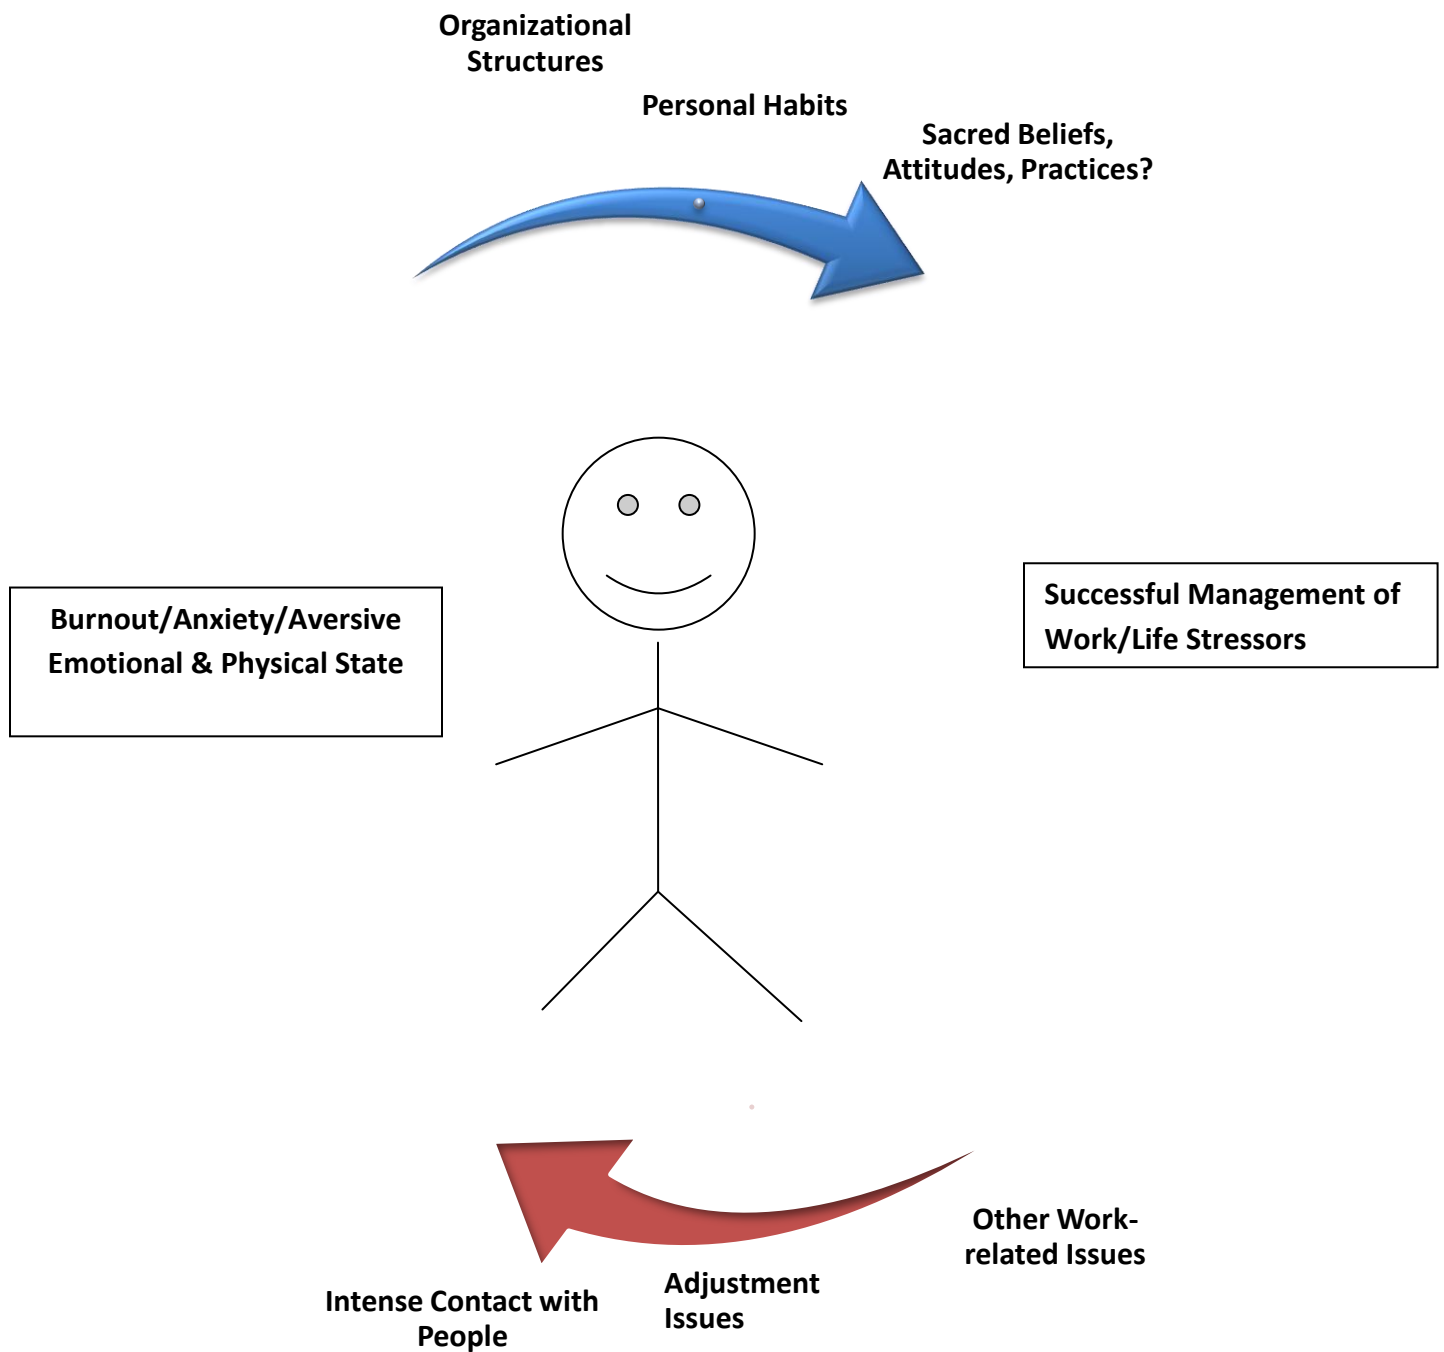 Organizational
Structures
Personal Habits
Sacred Beliefs,
Attitudes, Practices?
Burnout/Anxiety/Aversive
Emotional & Physical State
Successful Management of
Work/Life Stressors
Other Work-
related Issues
Adjustment
Issues
Intense Contact with
People